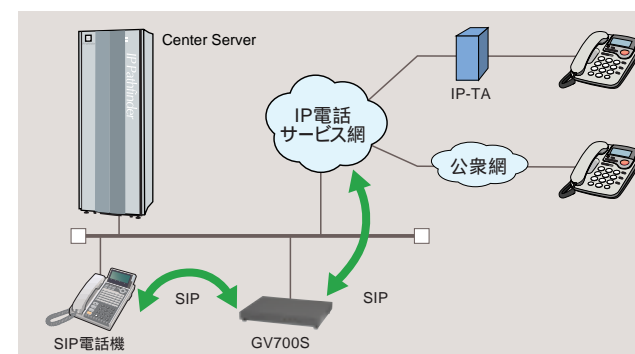 Center Server
IP Pathfinder
IP-TA
IP電話
サービス網
公衆網
SIP
SIP
SIP電話機
GV700S